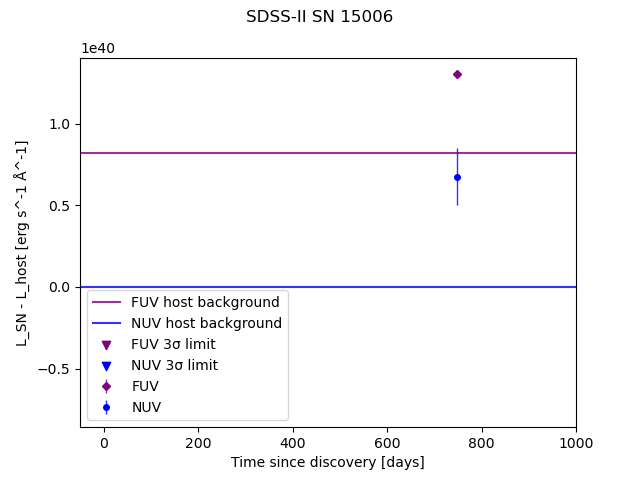 SDSS-II SN 15006
1e40
1.0
0.5
0.0
−0.5
L_SN - L_host [erg s^-1 Å^-1]
FUV host background
NUV host background
FUV 3σ limit
NUV 3σ limit
FUV
NUV
0 200 400 600 800 1000
Time since discovery [days]